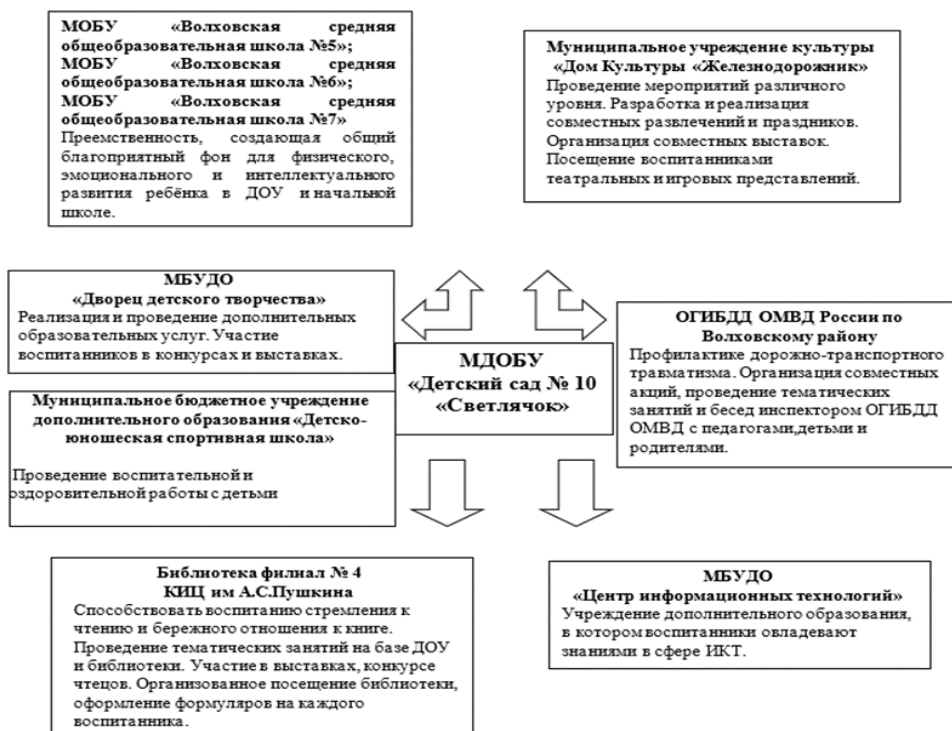 МОБУ «Волховская средняя
общеобразовательная школа №5»;
МОБУ «Волховская средняя
общеобразовательная школа №6»;
МОБУ «Волховская средняя
общеобразовательная школа №7»
Преемственность, создающая общий
благоприятный фон для физического,
эмоционального и интеллектуального
развития ребёнка в ДОУ и начальной
школе.
Муниципальное учреждение культуры
«Дом Культуры «Железнодорожник»
Проведение мероприятий различного
уровня. Разработка и реализация
совместных развлечений и праздников.
Организация совместных выставок.
Посещение воспитанниками
театральных и игровых представлений.
МБУДО
«Дворец детского творчества»
Реализация и проведение дополнительных
образовательных услуг. Участие
воспитанников в конкурсах и выставках.
МДОБУ
«Детский сад № 10
«Светлячок»
ОГИБДД ОМВД России по
Волховскому району
Профилактике дорожно-транспортного
травматизма. Организация совместных
акций, проведение тематических
занятий и бесед инспектором ОГИБДД
ОМВД с педагогами,детьми и
родителями.
Муниципальное бюджетное учреждение
дополнительного образования «Детско-
юношеская спортивная школа»
Проведение воспитательной и
оздоровительной работы с детьми
Библиотека филиал № 4
КИЦ им А.С.Пушкина
Способствовать воспитанию стремления к
чтению и бережного отношения к книге.
Проведение тематических занятий на базе ДОУ
и библиотеки. Участие в выставках, конкурсе
чтецов. Организованное посещение библиотеки,
оформление формуляров на каждого
воспитанника.
МБУДО
«Центр информационных технологий»
Учреждение дополнительного образования,
в котором воспитанники овладевают
знаниями в сфере ИКТ.